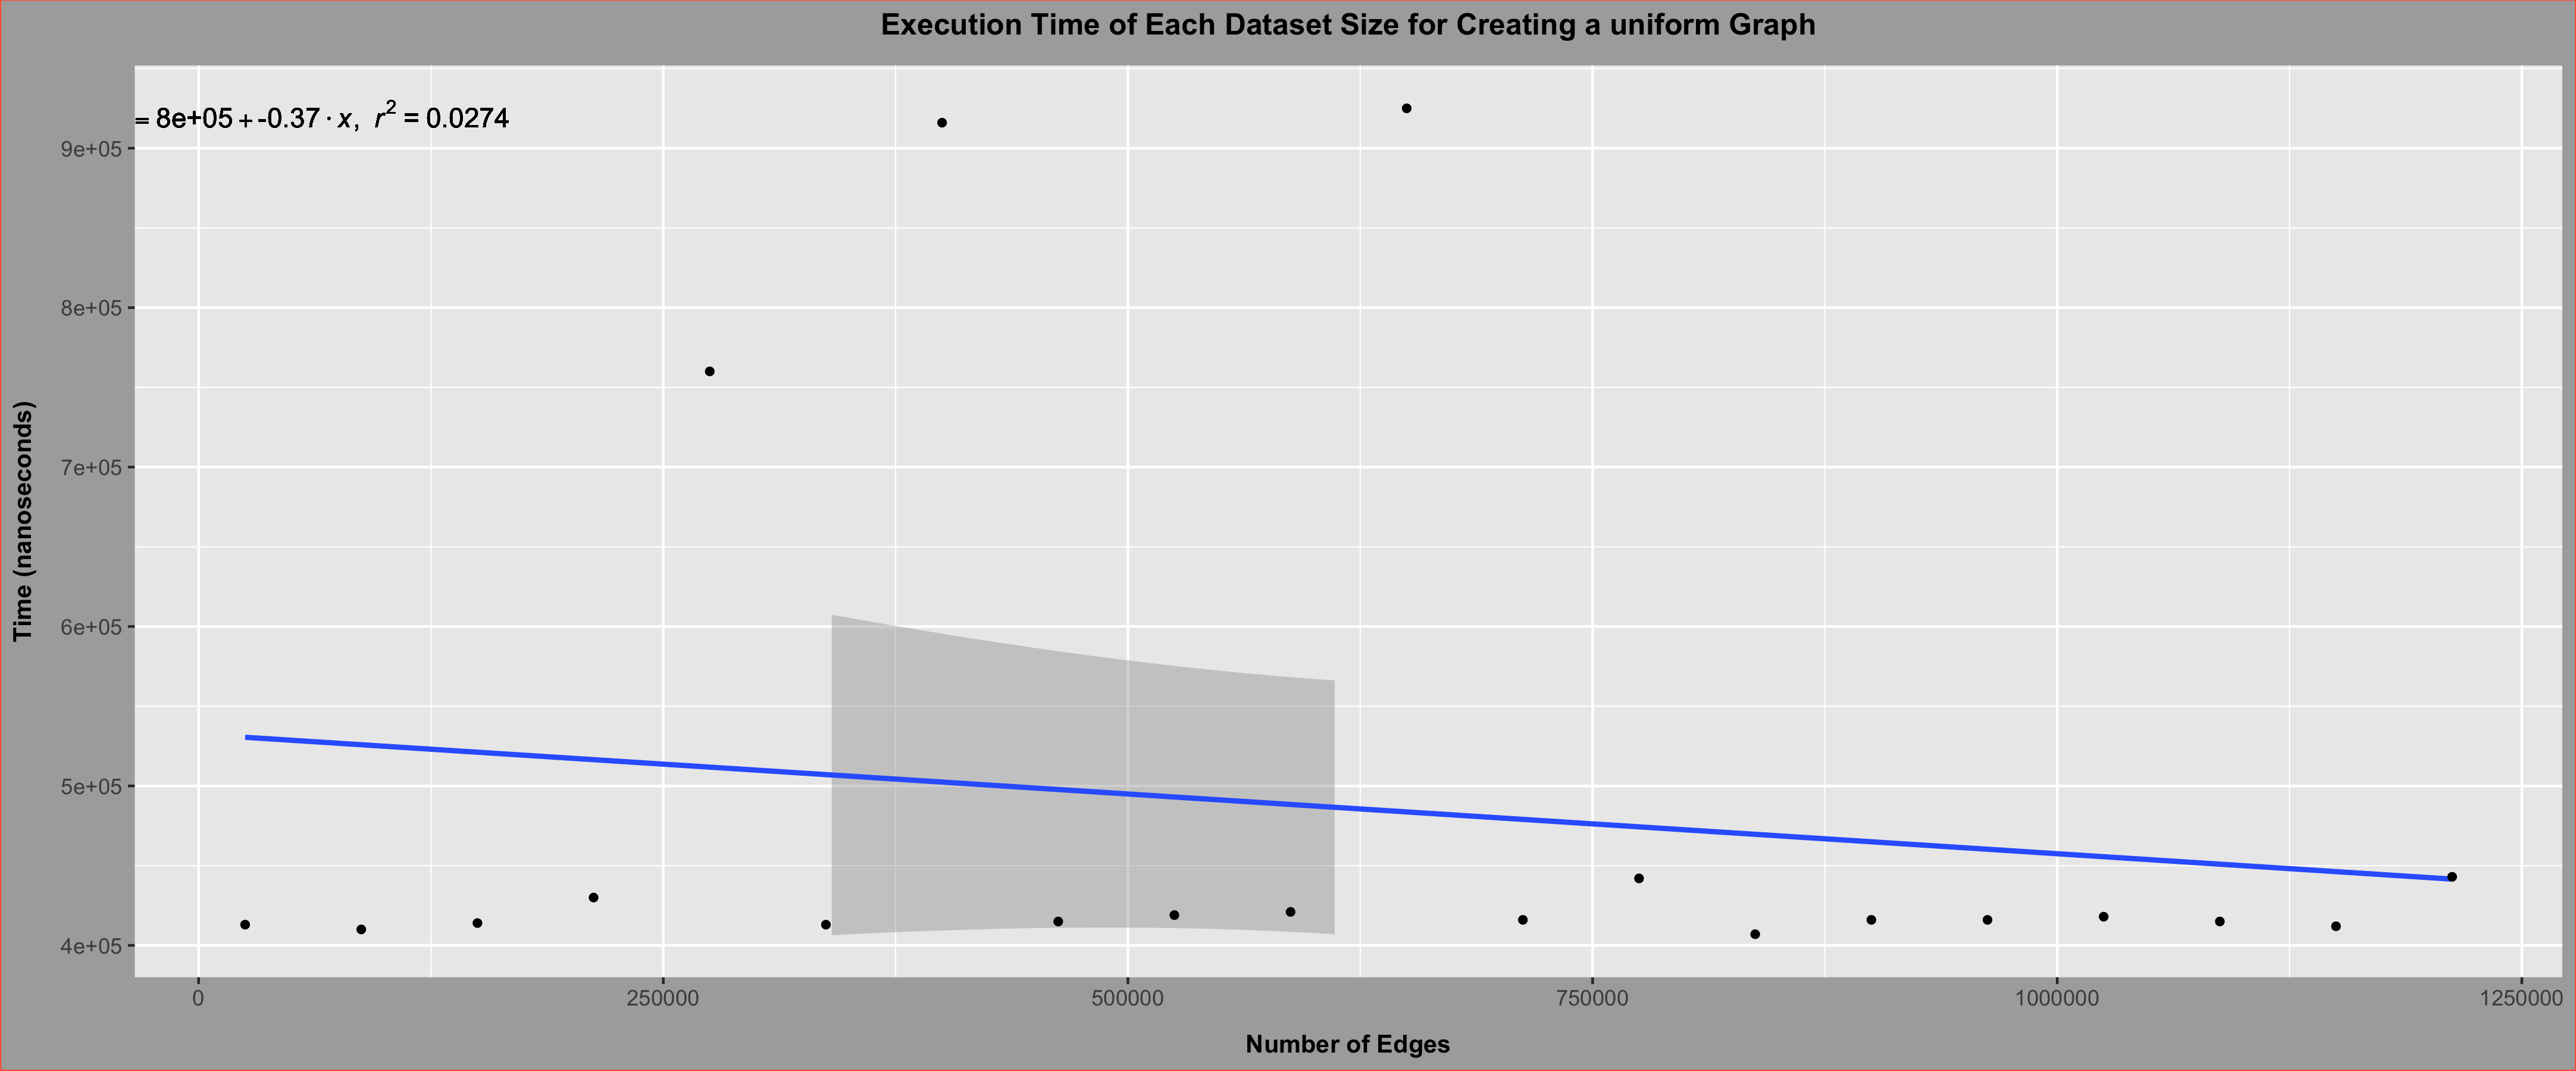 Execution Time of Each Dataset Size for Creating a uniform Graph
= 8e+05 + -0.37 · x, r² = 0.0274
9e+05
8e+05
7e+05
6e+05
5e+05
4e+05
Time (nanoseconds)
0 250000 500000 750000 1000000 1250000
Number of Edges